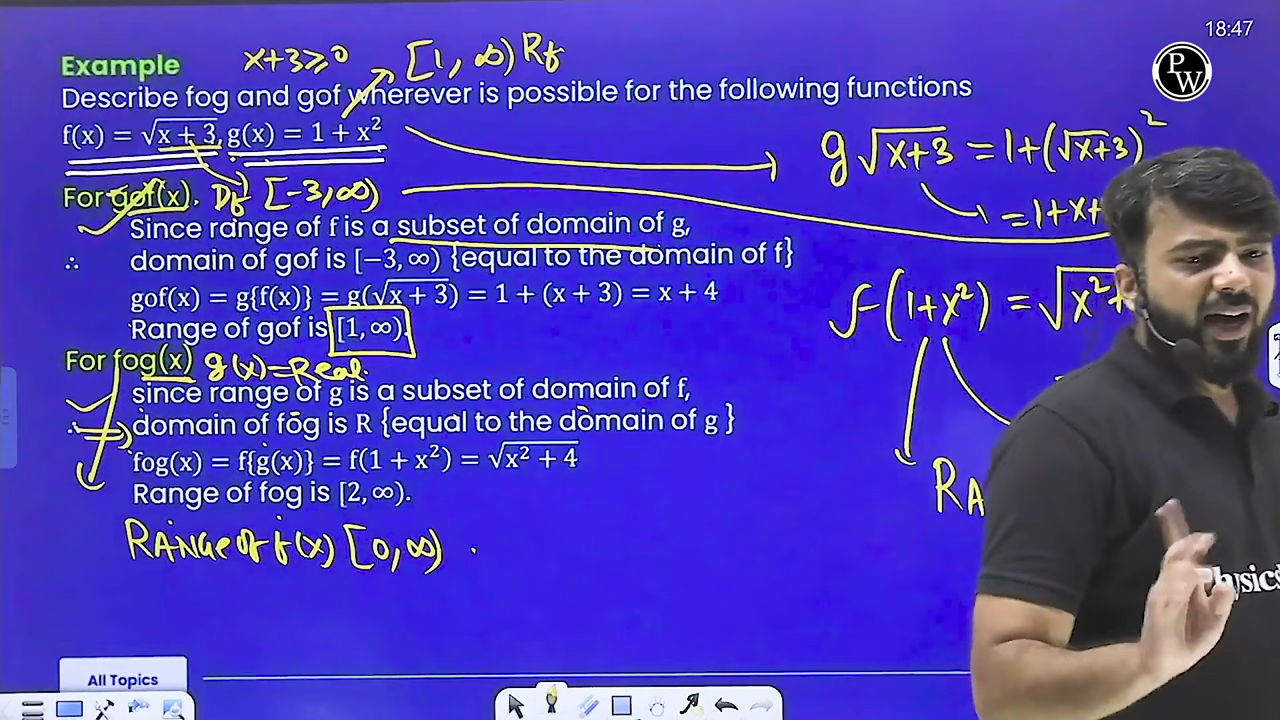 18:47
PW
x+3≥0 [1, ∞) Rf
Example
Describe fog and gof wherever is possible for the following functions
f(x) = √(x + 3), g(x) = 1 + x²
g√(x+3) = 1+(√(x+3))²
= 1+x+
For gof(x), Df [-3,∞)
Since range of f is a subset of domain of g,
∴ domain of gof is [−3, ∞) {equal to the domain of f}
gof(x) = g{f(x)} = g(√(x + 3)) = 1 + (x + 3) = x + 4
f(1+x²) = √x²+
Range of gof is [1, ∞).
For fog(x) g(x)=Real.
since range of g is a subset of domain of f,
∴ domain of fog is R {equal to the domain of g }
fog(x) = f{g(x)} = f(1 + x²) = √(x² + 4)
Range of fog is [2, ∞).
RA
Range of f(x) [0,∞) .
Physics
All Topics